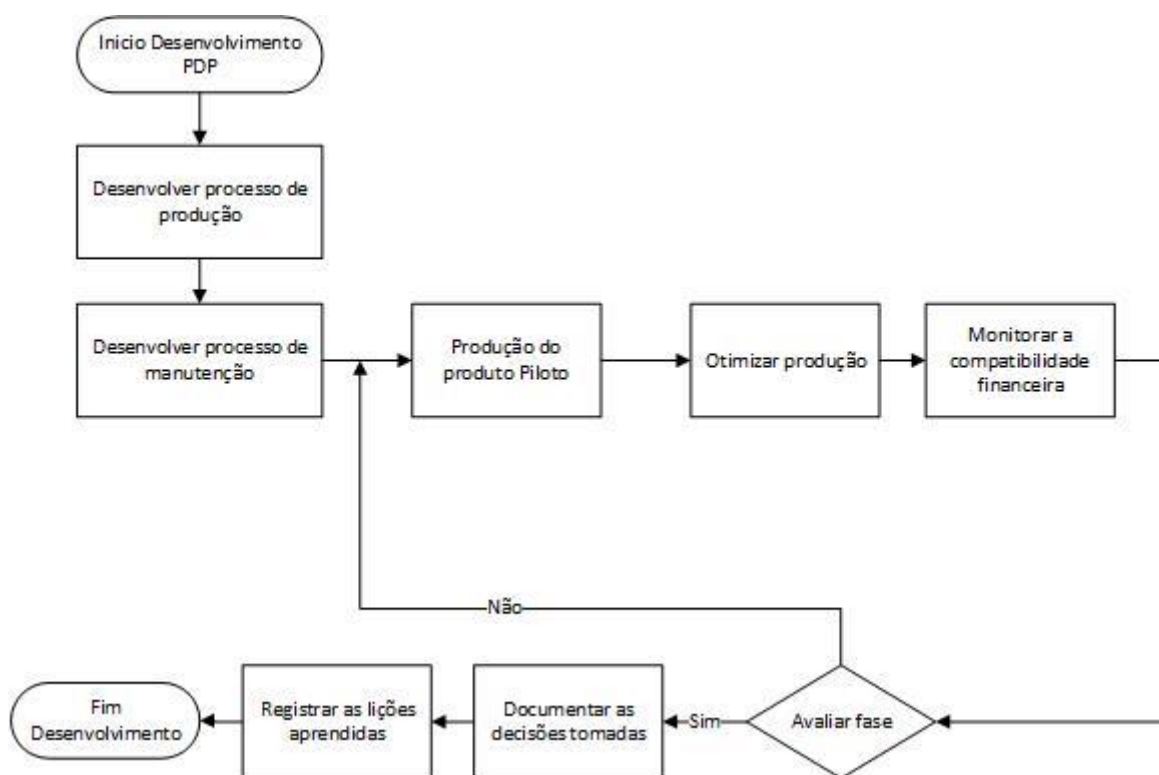 Inicio Desenvolvimento
PDP
Desenvolver processo de
produção
Desenvolver processo de
manutenção
Produção do
produto Piloto
Otimizar produção
Monitorar a
compatibilidade
financeira
Não
Avaliar fase
Sim
Documentar as
decisões tomadas
Registrar as lições
aprendidas
Fim
Desenvolvimento